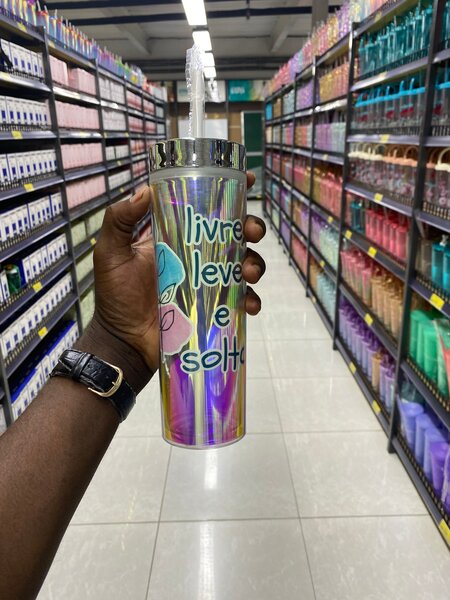 livre,
leve
e
solto